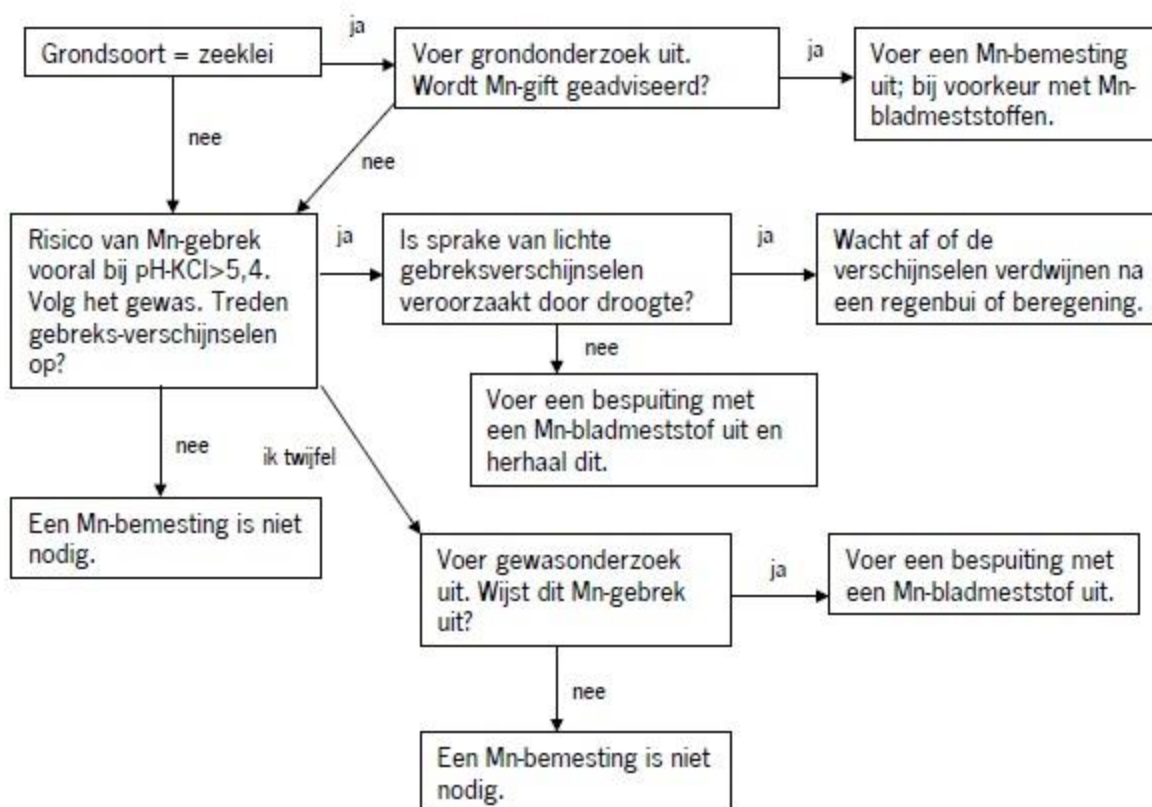 Grondsoort = zeeklei
ja
Voer grondonderzoek uit.
Wordt Mn-gift geadviseerd?
ja
Voer een Mn-bemesting
uit; bij voorkeur met Mn-
bladmeststoffen.
nee
nee
Risico van Mn-gebrek
vooral bij pH-KCl>5,4.
Volg het gewas. Treden
gebreks-verschijnselen
op?
ja
Is sprake van lichte
gebreksverschijnselen
veroorzaakt door droogte?
ja
Wacht af of de
verschijnselen verdwijnen na
een regenbui of beregening.
nee
Voer een bespuiting met
een Mn-bladmeststof uit en
herhaal dit.
nee
ik twijfel
Een Mn-bemesting is niet
nodig.
Voer gewasonderzoek
uit. Wijst dit Mn-gebrek
uit?
ja
Voer een bespuiting met
een Mn-bladmeststof uit.
nee
Een Mn-bemesting is niet
nodig.